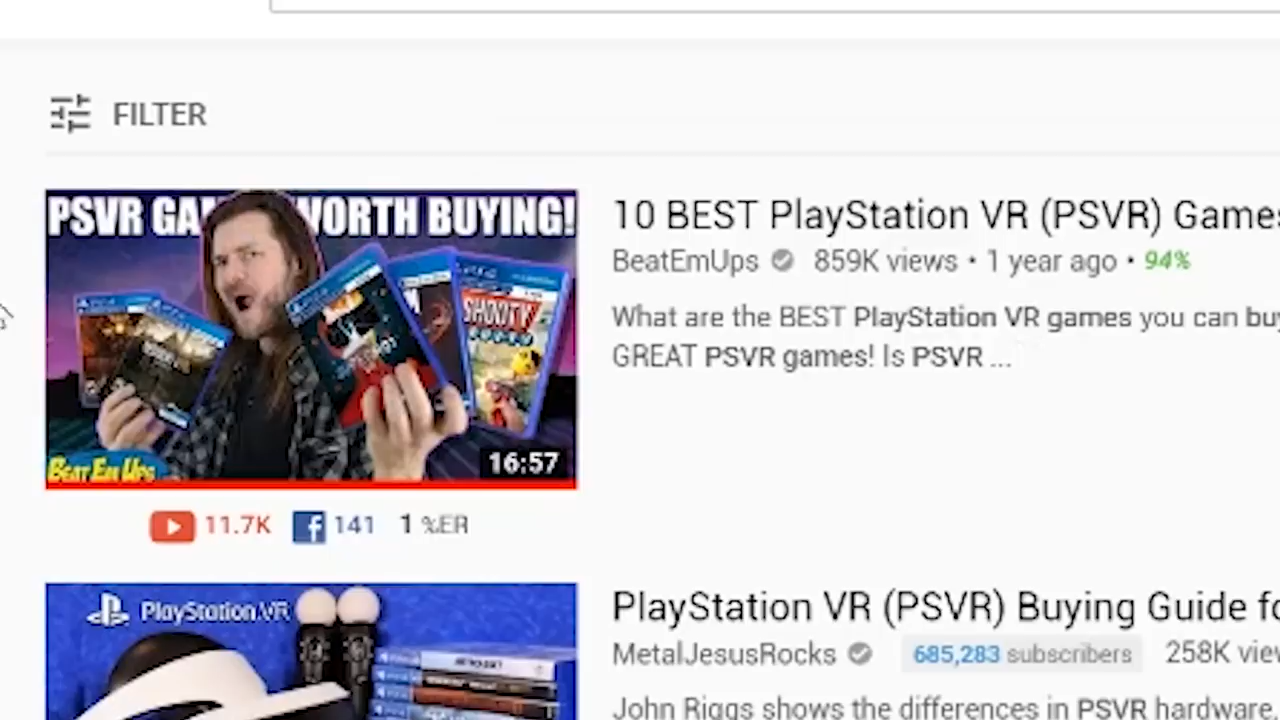 FILTER
PSVR GA WORTH BUYING!
SHOOTY
BEAT EM UPS
16:57
10 BEST PlayStation VR (PSVR) Games
BeatEmUps 859K views • 1 year ago • 94%
What are the BEST PlayStation VR games you can buy
GREAT PSVR games! Is PSVR ...
11.7K 141 1 %ER
PlayStation VR
PlayStation VR (PSVR) Buying Guide fo
MetalJesusRocks 685,283 subscribers 258K view
John Riggs shows the differences in PSVR hardware